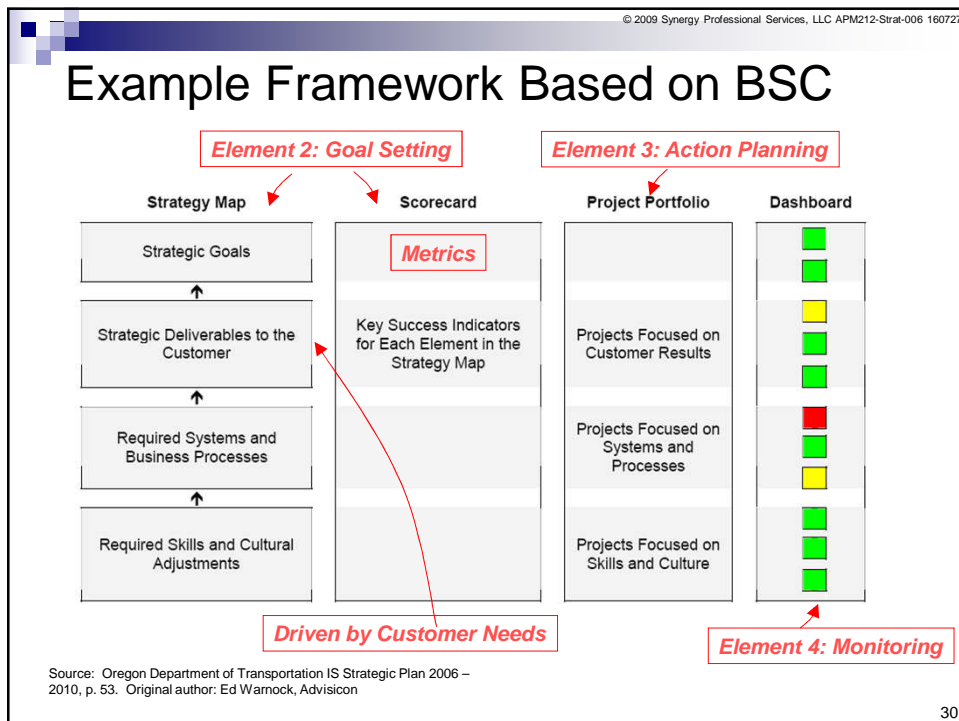 © 2009 Synergy Professional Services, LLC APM212-Strat-006 160727
Example Framework Based on BSC
Element 2: Goal Setting
Element 3: Action Planning
Strategy Map
Scorecard
Project Portfolio
Dashboard
Strategic Goals
Metrics
Strategic Deliverables to the
Customer
Key Success Indicators
for Each Element in the
Strategy Map
Projects Focused on
Customer Results
Required Systems and
Business Processes
Projects Focused on
Systems and
Processes
Required Skills and Cultural
Adjustments
Projects Focused on
Skills and Culture
Driven by Customer Needs
Element 4: Monitoring
Source: Oregon Department of Transportation IS Strategic Plan 2006 –
2010, p. 53. Original author: Ed Warnock, Advisicon
30